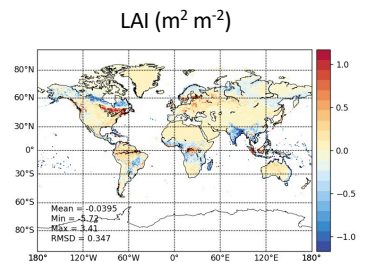 LAI (m² m⁻²)
80°N
60°N
30°N
0°
30°S
60°S
80°S
1.0
0.5
0.0
−0.5
−1.0
Mean = -0.0395
Min = -5.72
Max = 3.41
RMSD = 0.347
180° 120°W 60°W 0° 60°E 120°E 180°